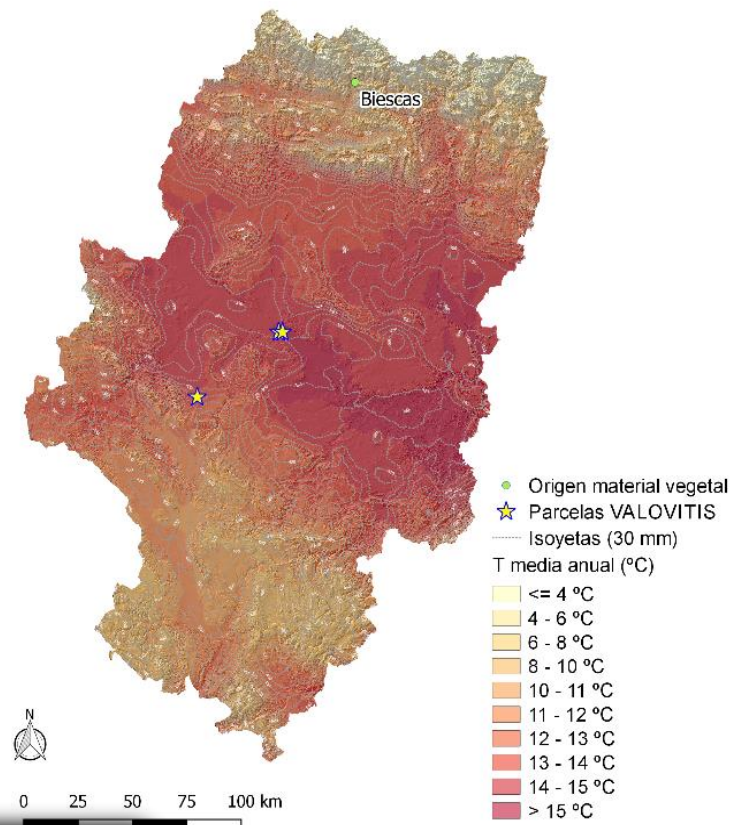 Biescas
Origen material vegetal
Parcelas VALOVITIS
Isoyetas (30 mm)
T media anual (ºC)
<= 4 ºC
4 - 6 ºC
6 - 8 ºC
8 - 10 ºC
10 - 11 ºC
11 - 12 ºC
12 - 13 ºC
13 - 14 ºC
14 - 15 ºC
> 15 ºC
N
0 25 50 75 100 km